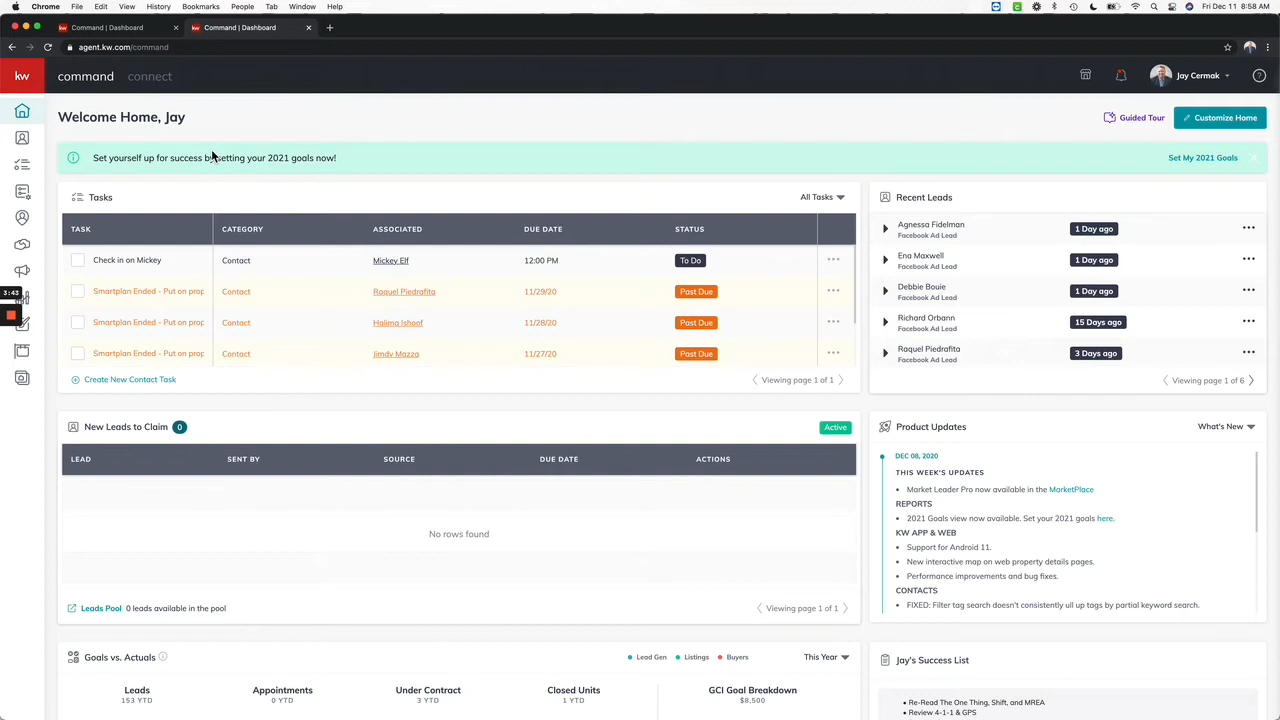 Chrome File Edit View History Bookmarks People Tab Window Help Fri Dec 11 8:58 AM
Command | Dashboard Command | Dashboard
agent.kw.com/command
kw command connect Jay Cermak
Welcome Home, Jay Guided Tour Customize Home
Set yourself up for success by setting your 2021 goals now! Set My 2021 Goals
Tasks All Tasks
TASK CATEGORY ASSOCIATED DUE DATE STATUS
Check in on Mickey Contact Mickey Elf 12:00 PM To Do
Smartplan Ended - Put on prop Contact Raquel Piedrafita 11/29/20 Past Due
Smartplan Ended - Put on prop Contact Halima Ishoof 11/28/20 Past Due
Smartplan Ended - Put on prop Contact Jimdy Mazza 11/27/20 Past Due
Create New Contact Task Viewing page 1 of 1
Recent Leads
Agnessa Fidelman
Facebook Ad Lead
1 Day ago
Ena Maxwell
Facebook Ad Lead
1 Day ago
Debbie Bouie
Facebook Ad Lead
1 Day ago
Richard Orbann
Facebook Ad Lead
15 Days ago
Raquel Piedrafita
Facebook Ad Lead
3 Days ago
Viewing page 1 of 6
3:43
New Leads to Claim 0 Active
LEAD SENT BY SOURCE DUE DATE ACTIONS
No rows found
Leads Pool 0 leads available in the pool Viewing page 1 of 1
Product Updates What's New
DEC 08, 2020
THIS WEEK'S UPDATES
• Market Leader Pro now available in the MarketPlace
REPORTS
• 2021 Goals view now available. Set your 2021 goals here.
KW APP & WEB
• Support for Android 11.
• New interactive map on web property details pages.
• Performance improvements and bug fixes.
CONTACTS
• FIXED: Filter tag search doesn't consistently ull up tags by partial keyword search.
Goals vs. Actuals Lead Gen Listings Buyers This Year
Leads Appointments Under Contract Closed Units GCI Goal Breakdown
153 YTD 0 YTD 3 YTD 1 YTD $8,500
Jay's Success List
• Re-Read The One Thing, Shift, and MREA
• Review 4-1-1 & GPS